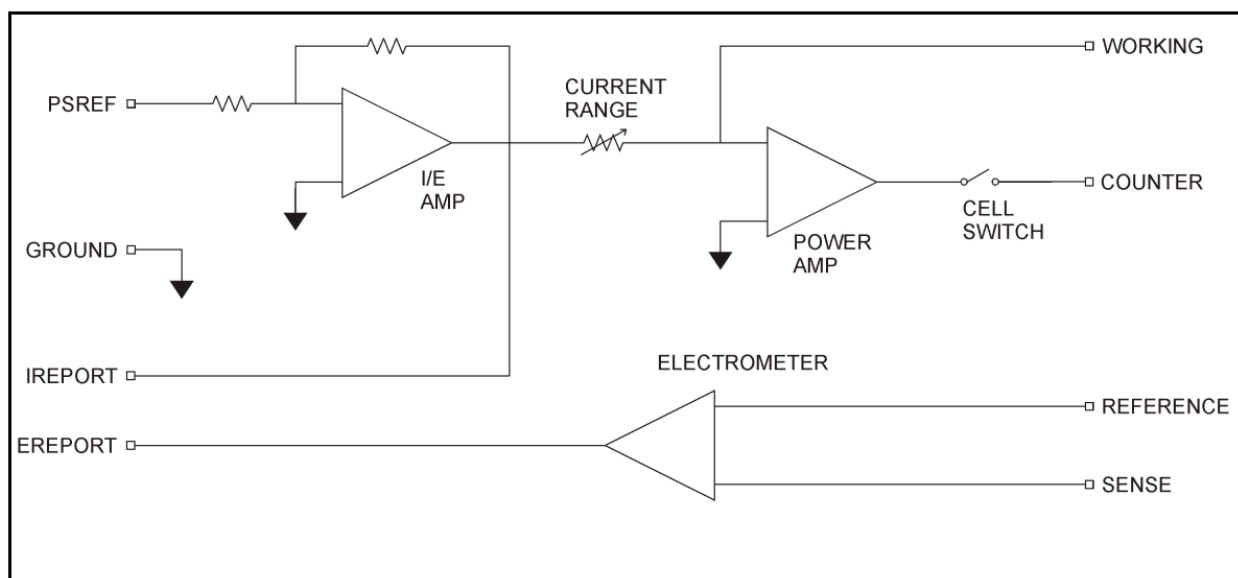 WORKING
CURRENT
RANGE
PSREF
I/E
AMP
COUNTER
CELL
SWITCH
GROUND
POWER
AMP
ELECTROMETER
IREPORT
REFERENCE
EREPORT
SENSE